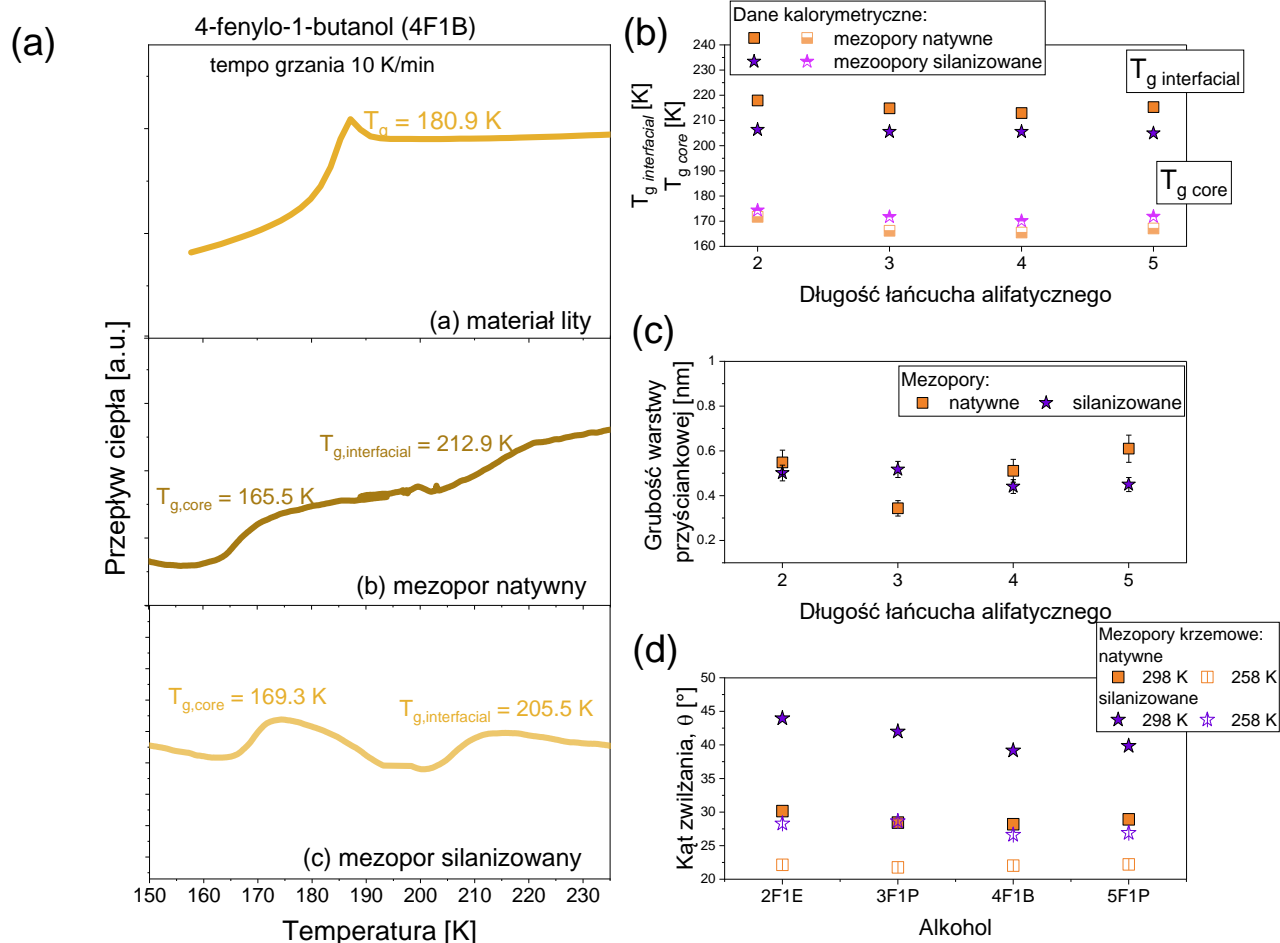 (a)
4-fenylo-1-butanol (4F1B)
tempo grzania 10 K/min
Tg = 180.9 K
(a) materiał lity
Tg,interfacial = 212.9 K
Tg,core = 165.5 K
(b) mezopor natywny
Tg,core = 169.3 K
Tg,interfacial = 205.5 K
(c) mezopor silanizowany
Przepływ ciepła [a.u.]
150 160 170 180 190 200 210 220 230
Temperatura [K]
(b)
Dane kalorymetryczne:
mezopory natywne
mezoopory silanizowane
Tg interfacial
Tg core
Tg interfacial [K]
Tg core [K]
240
230
220
210
200
190
180
170
160
2 3 4 5
Długość łańcucha alifatycznego
(c)
Mezopory:
natywne silanizowane
Grubość warstwy
przyściankowej [nm]
1
0.8
0.6
0.4
0.2
2 3 4 5
Długość łańcucha alifatycznego
(d)
Mezopory krzemowe:
natywne
298 K 258 K
silanizowane
298 K 258 K
Kąt zwilżania, θ [°]
50
45
40
35
30
25
20
2F1E 3F1P 4F1B 5F1P
Alkohol